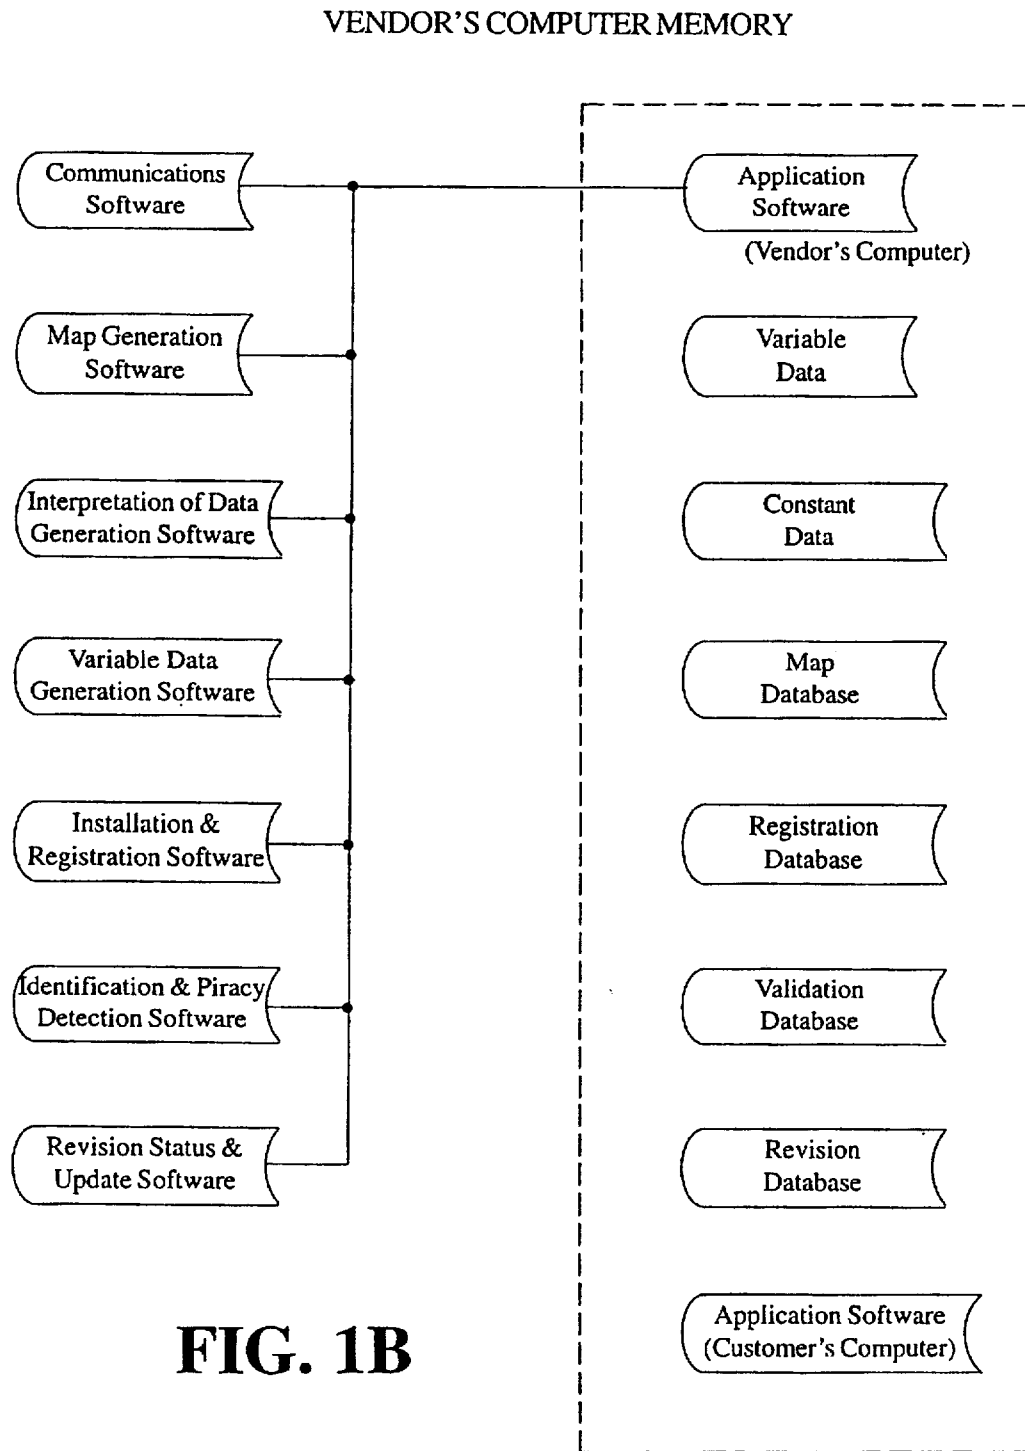 VENDOR'S COMPUTER MEMORY
Communications
Software
Map Generation
Software
Interpretation of Data
Generation Software
Variable Data
Generation Software
Installation &
Registration Software
Identification & Piracy
Detection Software
Revision Status &
Update Software
Application
Software
(Vendor's Computer)
Variable
Data
Constant
Data
Map
Database
Registration
Database
Validation
Database
Revision
Database
Application Software
(Customer's Computer)
FIG. 1B